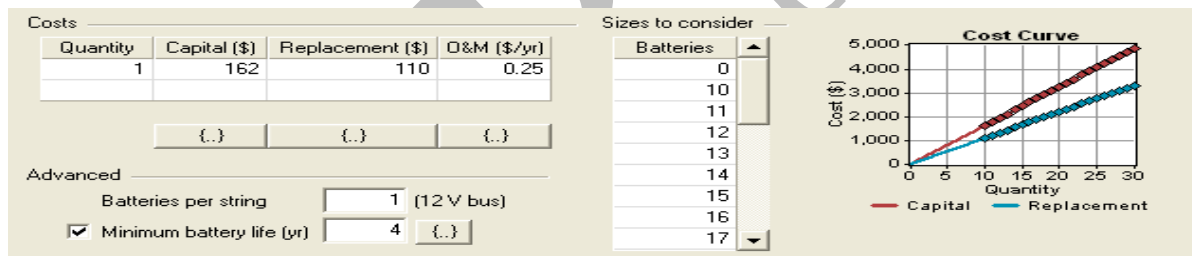 Costs
Quantity Capital ($) Replacement ($) O&M ($/yr)
1 162 110 0.25
{..} {..} {..}
Advanced
Batteries per string 1 (12 V bus)
Minimum battery life (yr) 4 {..}
Sizes to consider
Batteries
0
10
11
12
13
14
15
16
17
Cost Curve
Cost ($)
5,000
4,000
3,000
2,000
1,000
0
0 5 10 15 20 25 30
Quantity
Capital Replacement